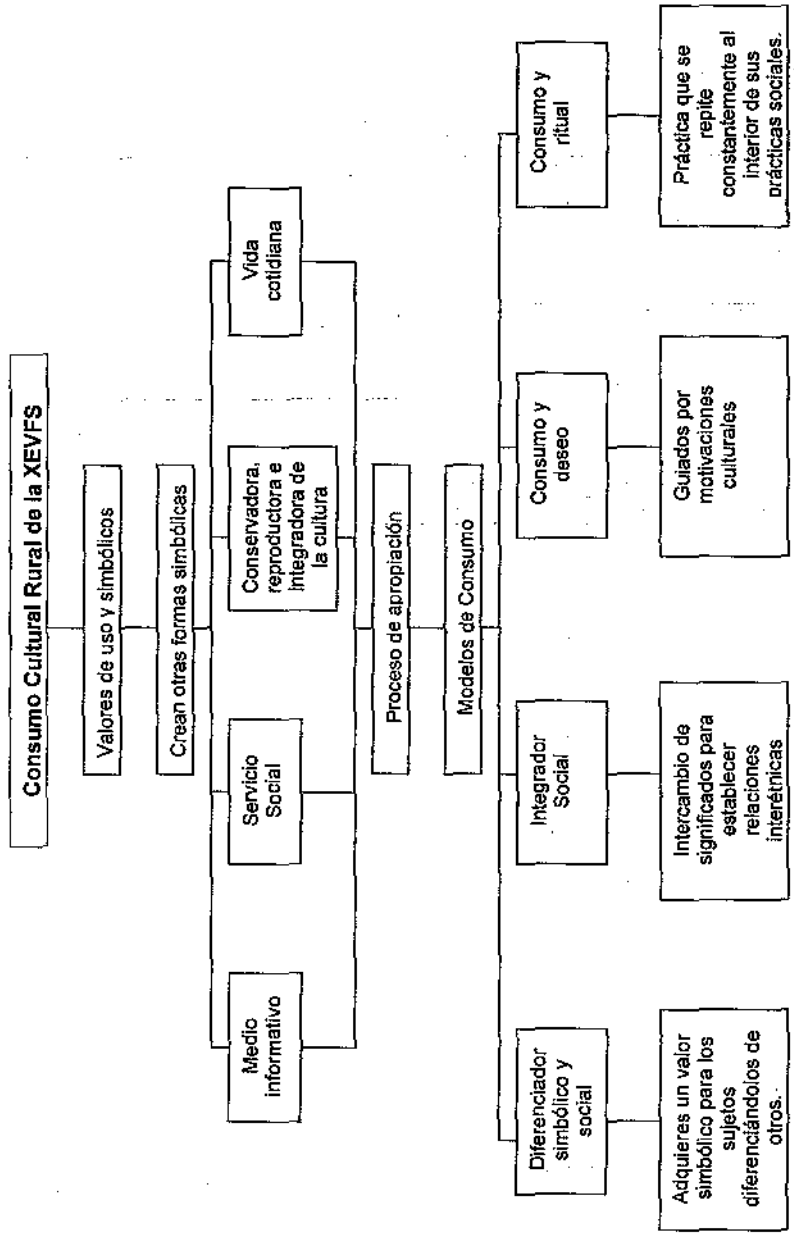 Consumo Cultural Rural de la XEVFS
Valores de uso y simbólicos
Crean otras formas simbólicas
Medio
informativo
Servicio
Social
Conservadora,
reproductora e
Integradora de
la cultura
Vida
cotidiana
Proceso de apropiación
Modelos de Consumo
Diferenciador
simbólico y
social
Integrador
Social
Consumo y
deseo
Consumo y
ritual
Adquieres un valor
simbólico para los
sujetos
diferenciándolos de
otros.
Intercambio de
significados para
establecer
relaciones
interétnicas
Guiados por
motivaciones
culturales
Práctica que se
repite
constantemente al
interior de sus
prácticas sociales.